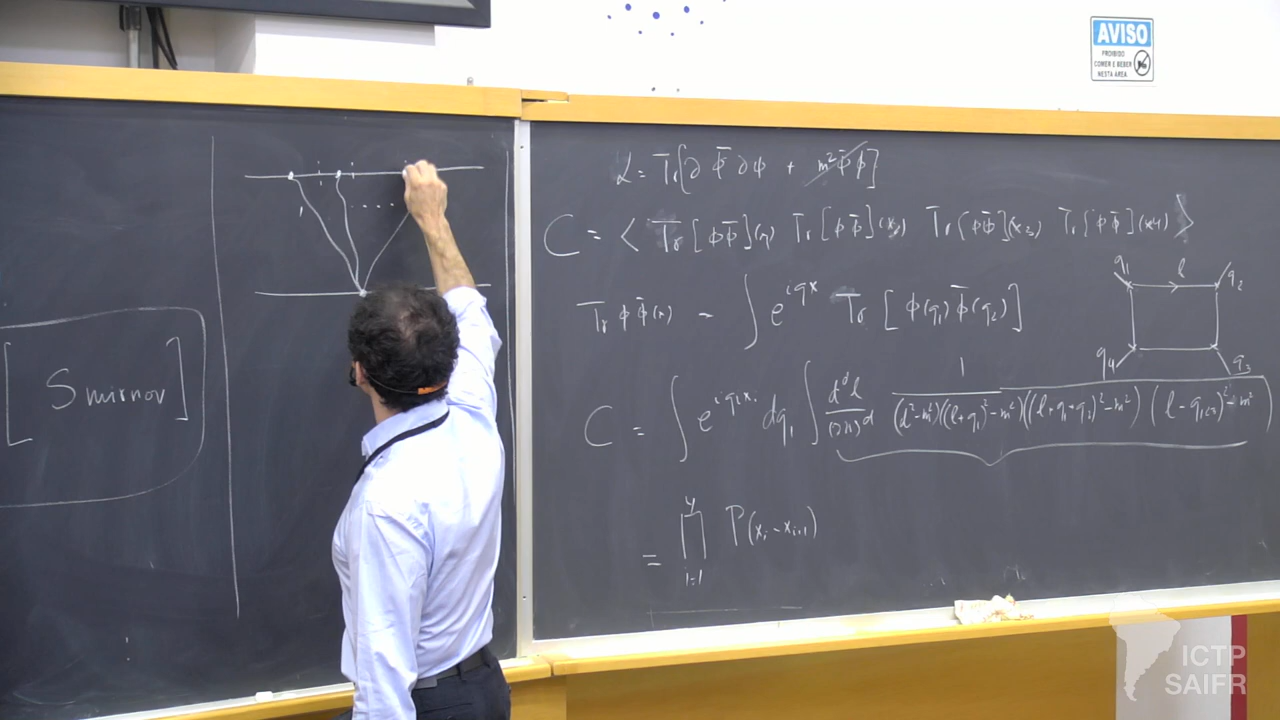 AVISO
PROIBIDO
COMER E BEBER
NESTA ÁREA
[Smirnov]
ℒ = Tr[∂ Φ̄ ∂Φ + m²Φ̄Φ]
C = < Tr[ΦΦ̄](x₁) Tr[ΦΦ̄](x₂) Tr[ΦΦ̄](x₃) Tr[ΦΦ̄](x₄) >
Tr ΦΦ̄(x) = ∫ e^{iqx} Tr [Φ(q₁)Φ̄(q₂)]
q₁ l q₂
q₄ q₃
C = ∫ e^{iqᵢxᵢ} dqᵢ ∫ d^d l/(2π)^d 1/((l²-m²)((l+q₁)²-m²)((l+q₁+q₂)²-m²)(l-q₁₂₃)²-m²
= ∏_{i=1}^{4} P(xᵢ-xᵢ₊₁)
ICTP
SAIFR